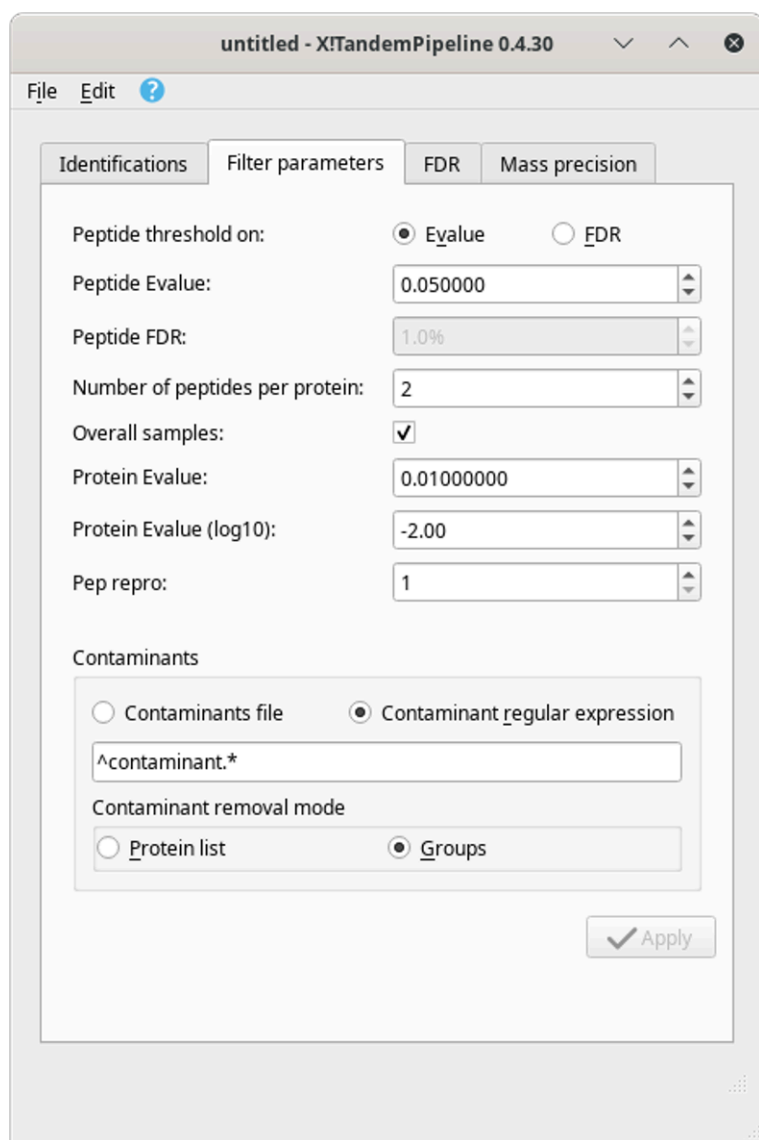 untitled - X!TandemPipeline 0.4.30
File Edit ?
Identifications Filter parameters FDR Mass precision
Peptide threshold on: Evalue FDR
Peptide Evalue: 0.050000
Peptide FDR: 1.0%
Number of peptides per protein: 2
Overall samples:
Protein Evalue: 0.01000000
Protein Evalue (log10): -2.00
Pep repro: 1
Contaminants
Contaminants file Contaminant regular expression
^contaminant.*
Contaminant removal mode
Protein list Groups
Apply